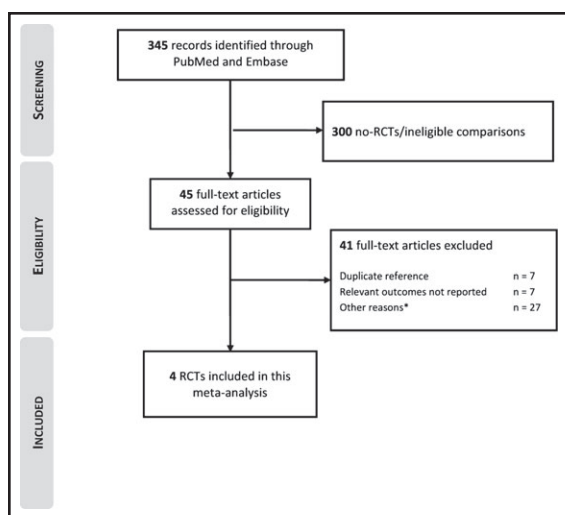 SCREENING
345 records identified through
PubMed and Embase
300 no-RCTs/ineligible comparisons
ELIGIBILITY
45 full-text articles
assessed for eligibility
41 full-text articles excluded
Duplicate reference n = 7
Relevant outcomes not reported n = 7
Other reasons* n = 27
INCLUDED
4 RCTs included in this
meta-analysis